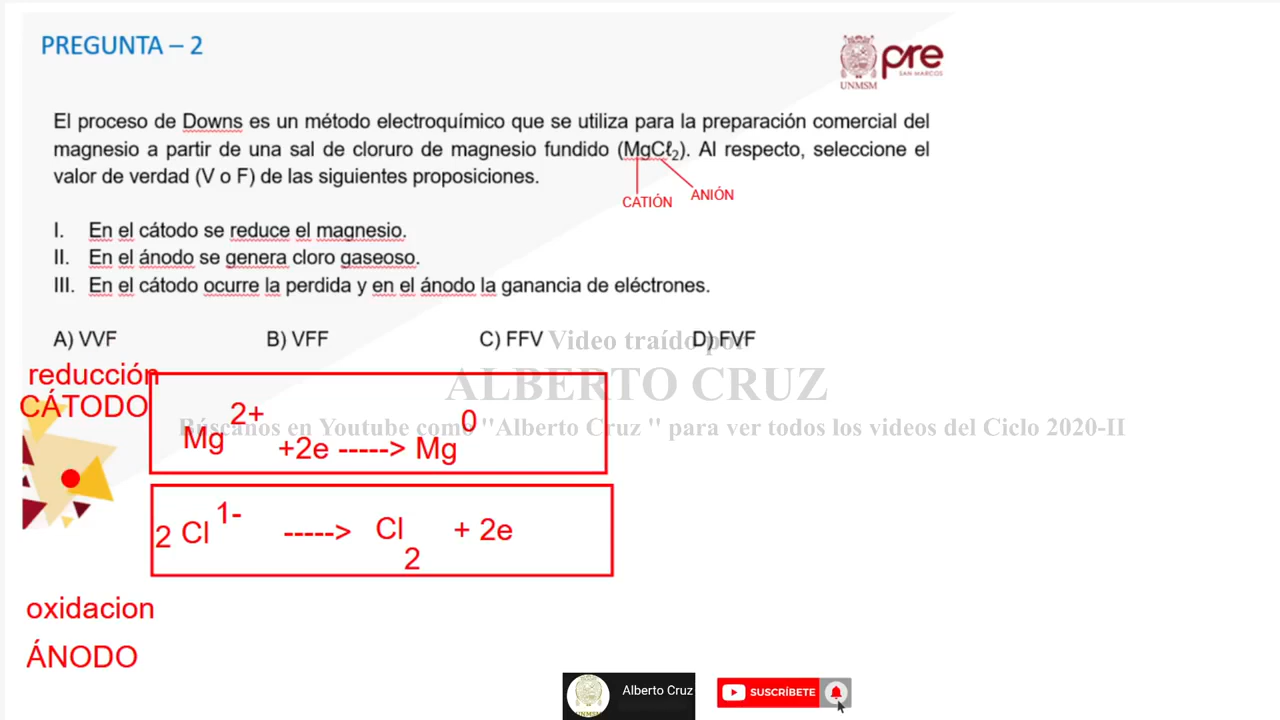 PREGUNTA – 2
pre
SAN MARCOS
UNMSM
El proceso de Downs es un método electroquímico que se utiliza para la preparación comercial del
magnesio a partir de una sal de cloruro de magnesio fundido (MgCℓ₂). Al respecto, seleccione el
valor de verdad (V o F) de las siguientes proposiciones.
CATIÓN ANIÓN
I. En el cátodo se reduce el magnesio.
II. En el ánodo se genera cloro gaseoso.
III. En el cátodo ocurre la perdida y en el ánodo la ganancia de eléctrones.
A) VVF B) VFF C) FFV D) FVF
Video traído por
ALBERTO CRUZ
Búscanos en Youtube como "Alberto Cruz " para ver todos los videos del Ciclo 2020-II
reducción
CÁTODO
Mg 2+ +2e -----> Mg 0
2 Cl 1- -----> Cl 2 + 2e
oxidacion
ÁNODO
UNMSM
Alberto Cruz
SUSCRÍBETE